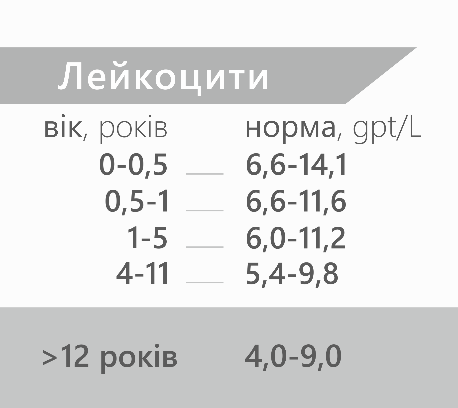 Лейкоцити
вік, років норма, gpt/L
0-0,5 6,6-14,1
0,5-1 6,6-11,6
1-5 6,0-11,2
4-11 5,4-9,8
>12 років 4,0-9,0